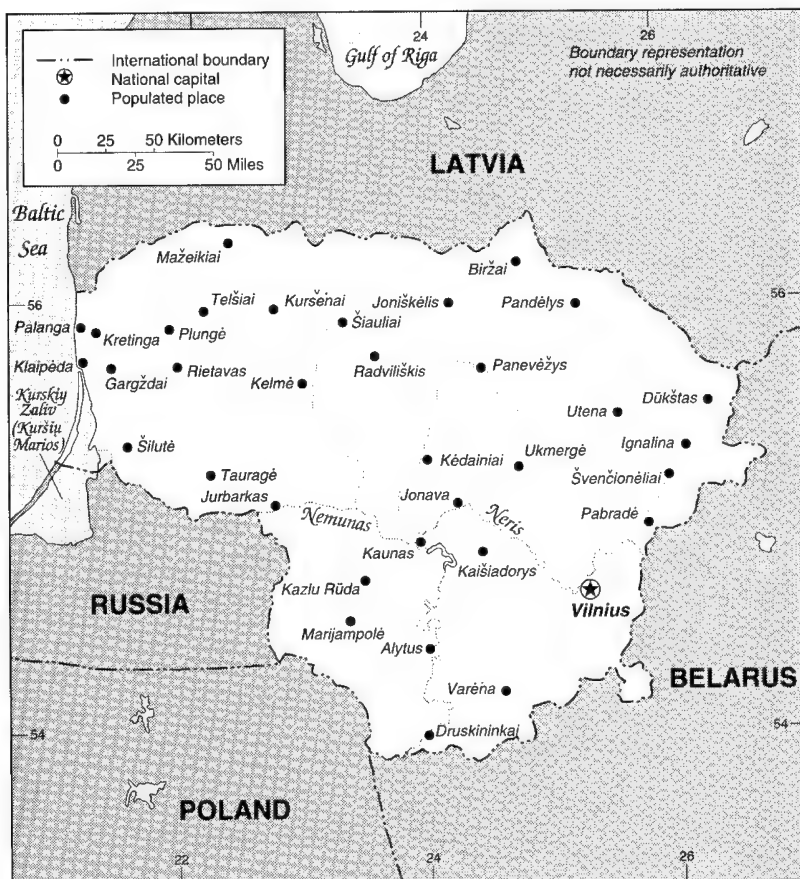 24
26
Gulf of Riga
Boundary representation
not necessarily authoritative
International boundary
National capital
Populated place
0 25 50 Kilometers
0 25 50 Miles
LATVIA
Baltic
Sea
Mažeikiai
Biržai
56
56
Telšiai
Kuršėnai
Joniškėlis
Pandėlys
Palanga
Kretinga
Plungė
Šiauliai
Klaipėda
Gargždai
Rietavas
Kelmė
Radviliškis
Panevėžys
Kurskiy
Zaliv
(Kuršių
Marios)
Utena
Dūkštas
Šilutė
Tauragė
Jurbarkas
Kėdainiai
Ukmergė
Ignalina
Švenčionėliai
Jonava
Nemunas
Neris
Pabradė
Kaunas
Kaišiadorys
RUSSIA
Kazlu Rūda
Vilnius
Marijampolė
Alytus
BELARUS
Varėna
54
Druskininkai
54
POLAND
22
24
26